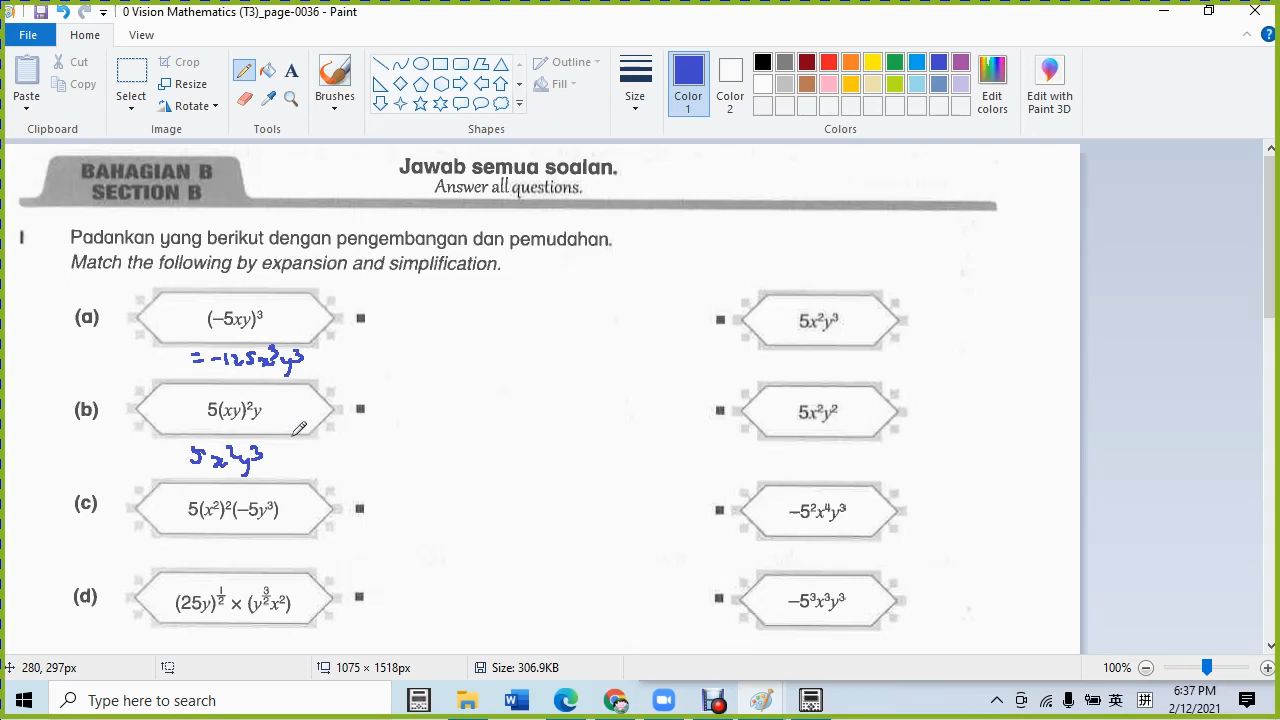 0 Vision Mathematics (T3)_page-0036 - Paint
File Home View
Paste Cut Copy Clipboard
Select Crop Resize Rotate Image
A Tools
Brushes
Outline Fill Shapes
Size
Color 1 Color 2 Edit colors Colors
Edit with Paint 3D
BAHAGIAN B
SECTION B
Jawab semua soalan.
Answer all questions.
1 Padankan yang berikut dengan pengembangan dan pemudahan.
Match the following by expansion and simplification.
(a) (−5xy)³ 5x²y³
= -125x³y³
(b) 5(xy)²y 5x²y²
5x²y³
(c) 5(x²)²(−5y³) −5²x⁴y³
(d) (25y)^½ × (y^(3/2)x²) −5³x³y³
280, 297px 1075 × 1518px Size: 306.9KB 100%
Type here to search
英 拼 6:37 PM
2/12/2021